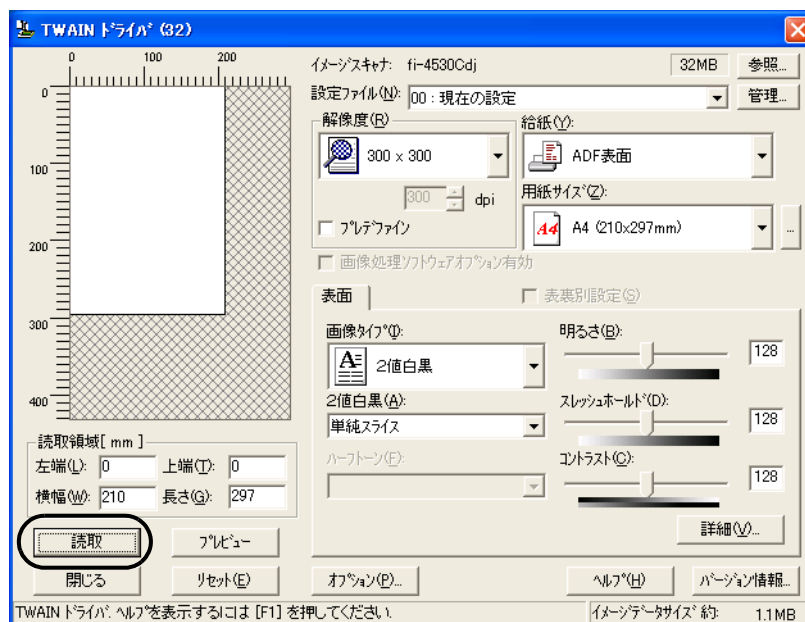 TWAIN ﾄﾞﾗｲﾊﾞ (32)
0 100 200
0
100
200
300
400
イメージスキャナ: fi-4530Cdj 32MB 参照...
設定ファイル(N): 00 : 現在の設定 管理...
解像度(R)
300 × 300
300 dpi
プレデファイン
給紙(Y):
ADF表面
用紙サイズ(Z):
A4 A4 (210x297mm) ...
画像処理ソフトウェアオプション有効
表面
表裏別設定(S)
画像タイプ(I):
A 2値白黒
2値白黒(A):
単純スライス
ハーフトーン(F):
明るさ(B):
128
スレッショホールド(D):
128
コントラスト(C):
128
詳細(V)...
読取領域[ mm ]
左端(L): 0 上端(T): 0
横幅(W): 210 長さ(G): 297
読取 プレビュー
閉じる リセット(E) オプション(P)... ヘルプ(H) バージョン情報...
TWAIN ドライバ. ヘルプを表示するには [F1] を押してください. イメージデータサイズ 約: 1.1MB